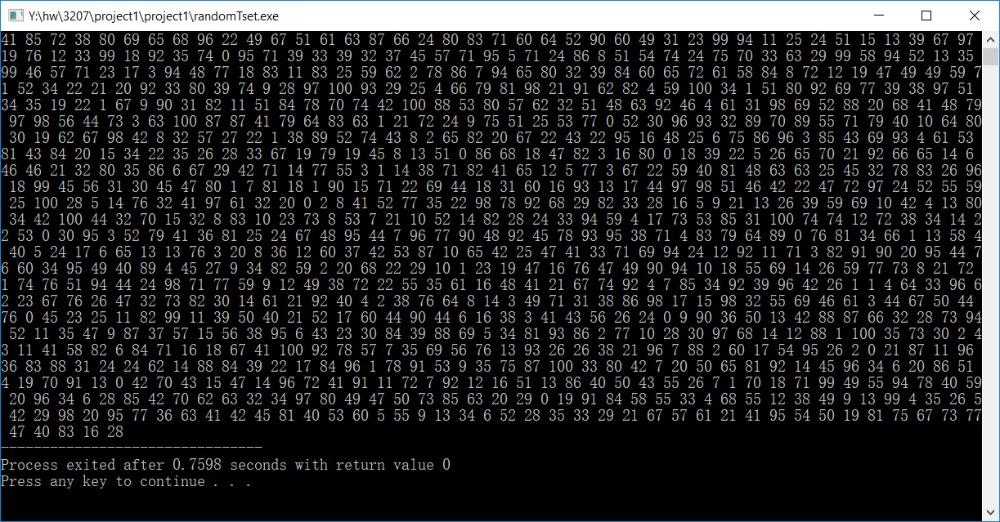 Y:\hw\3207\project1\project1\randomTset.exe
41 85 72 38 80 69 65 68 96 22 49 67 51 61 63 87 66 24 80 83 71 60 64 52 90 60 49 31 23 99 94 11 25 24 51 15 13 39 67 97
19 76 12 33 99 18 92 35 74 0 95 71 39 33 39 32 37 45 57 71 95 5 71 24 86 8 51 54 74 24 75 70 33 63 29 99 58 94 52 13 35
99 46 57 71 23 17 3 94 48 77 18 83 11 83 25 59 62 2 78 86 7 94 65 80 32 39 84 60 65 72 61 58 84 8 72 12 19 47 49 49 59 7
1 52 34 22 21 20 92 33 80 39 74 9 28 97 100 93 29 25 4 66 79 81 98 21 91 62 82 4 59 100 34 1 51 80 92 69 77 39 38 97 51
34 35 19 22 1 67 9 90 31 82 11 51 84 78 70 74 42 100 88 53 80 57 62 32 51 48 63 92 46 4 61 31 98 69 52 88 20 68 41 48 79
97 98 56 44 73 3 63 100 87 87 41 79 64 83 63 1 21 72 24 9 75 51 25 53 77 0 52 30 96 93 32 89 70 89 55 71 79 40 10 64 80
30 19 62 67 98 42 8 32 57 27 22 1 38 89 52 74 43 8 2 65 82 20 67 22 43 22 95 16 48 25 6 75 86 96 3 85 43 69 93 4 61 53
81 43 84 20 15 34 22 35 26 28 33 67 19 79 19 45 8 13 51 0 86 68 18 47 82 3 16 80 0 18 39 22 5 26 65 70 21 92 66 65 14 6
46 46 21 32 80 35 86 6 67 29 42 71 14 77 55 3 1 14 38 71 82 41 65 12 5 77 3 67 22 59 40 81 48 63 63 25 45 32 78 83 26 96
18 99 45 56 31 30 45 47 80 1 7 81 18 1 90 15 71 22 69 44 18 31 60 16 93 13 17 44 97 98 51 46 42 22 47 72 97 24 52 55 59
25 100 28 5 14 76 32 41 97 61 32 20 0 2 8 41 52 77 35 22 98 78 92 68 29 82 33 28 16 5 9 21 13 26 39 59 69 10 42 4 13 80
34 42 100 44 32 70 15 32 8 83 10 23 73 8 53 7 21 10 52 14 82 28 24 33 94 59 4 17 73 53 85 31 100 74 74 12 72 38 34 14 2
2 53 0 30 95 3 52 79 41 36 81 25 24 67 48 95 44 7 96 77 90 48 92 45 78 93 95 38 71 4 83 79 64 89 0 76 81 34 66 1 13 58 4
40 5 24 17 6 65 13 13 76 3 20 8 36 12 60 37 42 53 87 10 65 42 25 47 41 33 71 69 94 24 12 92 11 71 3 82 91 90 20 95 44 7
6 60 34 95 49 40 89 4 45 27 9 34 82 59 2 20 68 22 29 10 1 23 19 47 16 76 47 49 90 94 10 18 55 69 14 26 59 77 73 8 21 72
1 74 76 51 94 44 24 98 71 77 59 9 12 49 38 72 22 55 35 61 16 48 41 21 67 74 92 4 7 85 34 92 39 96 42 26 1 1 4 64 33 96 6
2 23 67 76 26 47 32 73 82 30 14 61 21 92 40 4 2 38 76 64 8 14 3 49 71 31 38 86 98 17 15 98 32 55 69 46 61 3 44 67 50 44
76 0 45 23 25 11 82 99 11 39 50 40 21 52 17 60 44 90 44 6 16 38 3 41 43 56 26 24 0 9 90 36 50 13 42 88 87 66 32 28 73 94
52 11 35 47 9 87 37 57 15 56 38 95 6 43 23 30 84 39 88 69 5 34 81 93 86 2 77 10 28 30 97 68 14 12 88 1 100 35 73 30 2 4
3 11 41 58 82 6 84 71 16 18 67 41 100 92 78 57 7 35 69 56 76 13 93 26 26 38 21 96 7 88 2 60 17 54 95 26 2 0 21 87 11 96
36 83 88 31 24 24 62 14 88 84 39 22 17 84 96 1 78 91 53 9 35 75 87 100 33 80 42 7 20 50 65 81 92 14 45 96 34 6 20 86 51
4 19 70 91 13 0 42 70 43 15 47 14 96 72 41 91 11 72 7 92 12 16 51 13 86 40 50 43 55 26 7 1 70 18 71 99 49 55 94 78 40 59
20 96 34 6 28 85 42 70 62 63 32 34 97 80 49 47 50 73 85 63 20 29 0 19 91 84 58 55 33 4 68 55 12 38 49 9 13 99 4 35 26 5
42 29 98 20 95 77 36 63 41 42 45 81 40 53 60 5 55 9 13 34 6 52 28 35 33 29 21 67 57 61 21 41 95 54 50 19 81 75 67 73 77
47 40 83 16 28
--------------------------------
Process exited after 0.7598 seconds with return value 0
Press any key to continue . . .